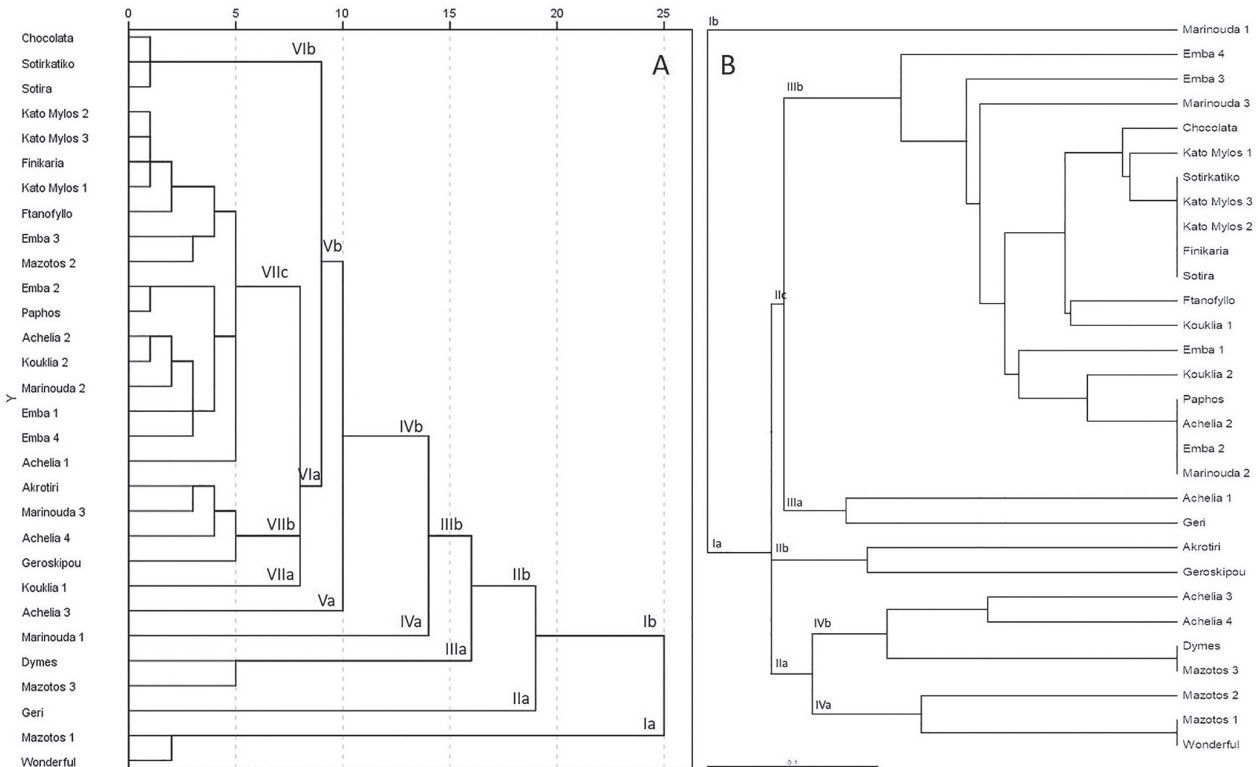 0 5 10 15 20 25
A
Chocolata
Sotirkatiko
Sotira
Kato Mylos 2
Kato Mylos 3
Finikaria
Kato Mylos 1
Ftanofyllo
Emba 3
Mazotos 2
Emba 2
Paphos
Achelia 2
Kouklia 2
Marinouda 2
Emba 1
Emba 4
Achelia 1
Akrotiri
Marinouda 3
Achelia 4
Geroskipou
Kouklia 1
Achelia 3
Marinouda 1
Dymes
Mazotos 3
Geri
Mazotos 1
Wonderful
Y
VIb
Vb
VIIc
IVb
VIa
VIIb
IIIb
VIIa
IIb
Va
IVa
Ib
IIIa
IIa
Ia
B
Ib
Marinouda 1
Emba 4
Emba 3
IIIb
Marinouda 3
Chocolata
Kato Mylos 1
Sotirkatiko
Kato Mylos 3
Kato Mylos 2
Finikaria
Sotira
IIc
Ftanofyllo
Kouklia 1
Emba 1
Kouklia 2
Paphos
Achelia 2
Emba 2
Marinouda 2
Achelia 1
IIIa
Geri
Ia
IIb
Akrotiri
Geroskipou
Achelia 3
IVb
Achelia 4
Dymes
IIa
Mazotos 3
Mazotos 2
IVa
Mazotos 1
Wonderful
0.1